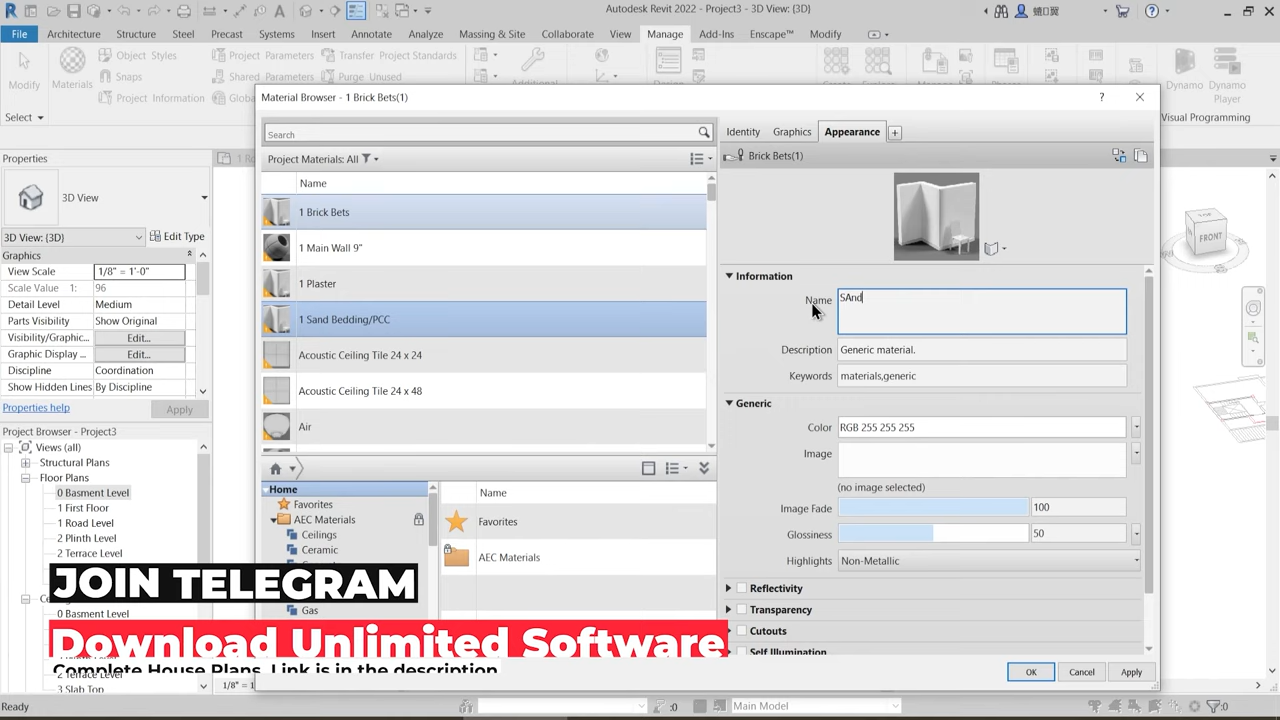 Autodesk Revit 2022 - Project3 - 3D View: {3D}
File Architecture Structure Steel Precast Systems Insert Annotate Analyze Massing & Site Collaborate View Manage Add-Ins Enscape™ Modify
Modify
Materials
Object Styles
Snaps
Project Information
Project Parameters
Shared Parameters
Transfer Project Standards
Purge Unused
Dynamo
Dynamo Player
Select
Visual Programming
Properties
3D View
3D View: {3D}
Edit Type
Graphics
View Scale 1/8" = 1'-0"
Scale Value 1: 96
Detail Level Medium
Parts Visibility Show Original
Visibility/Graphic... Edit...
Graphic Display ... Edit...
Discipline Coordination
Show Hidden Lines By Discipline
Properties help Apply
Project Browser - Project3
Views (all)
Structural Plans
Floor Plans
0 Basment Level
1 First Floor
1 Road Level
2 Plinth Level
2 Terrace Level
0 Basment Level
2 Terrace Level
3 Slab Top
Ready
Material Browser - 1 Brick Bets(1)
?
Search
Project Materials: All
Name
1 Brick Bets
1 Main Wall 9"
1 Plaster
1 Sand Bedding/PCC
Acoustic Ceiling Tile 24 x 24
Acoustic Ceiling Tile 24 x 48
Air
Home
Favorites
AEC Materials
Ceilings
Ceramic
Gas
Name
Favorites
AEC Materials
Identity Graphics Appearance
Brick Bets(1)
Information
Name SAnd
Description Generic material.
Keywords materials,generic
Generic
Color RGB 255 255 255
Image
(no image selected)
Image Fade 100
Glossiness 50
Highlights Non-Metallic
Reflectivity
Transparency
Cutouts
Self Illumination
OK Cancel Apply
FRONT
:0
Main Model
:0
JOIN TELEGRAM
Download Unlimited Software
Complete House Plans, Link is in the description